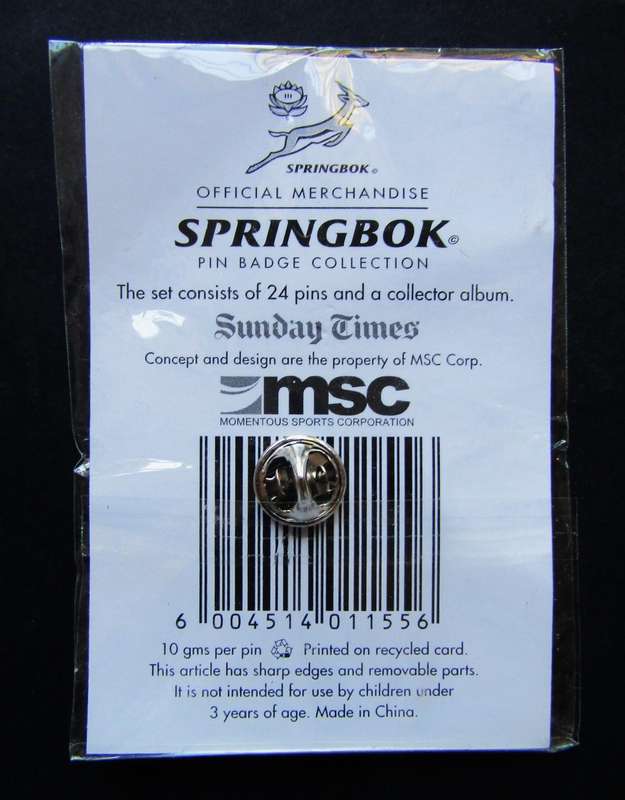 SPRINGBOK ©
OFFICIAL MERCHANDISE
SPRINGBOK©
PIN BADGE COLLECTION
The set consists of 24 pins and a collector album.
Sunday Times
Concept and design are the property of MSC Corp.
msc
MOMENTOUS SPORTS CORPORATION
6 004514 011556
10 gms per pin Printed on recycled card.
This article has sharp edges and removable parts.
It is not intended for use by children under
3 years of age. Made in China.